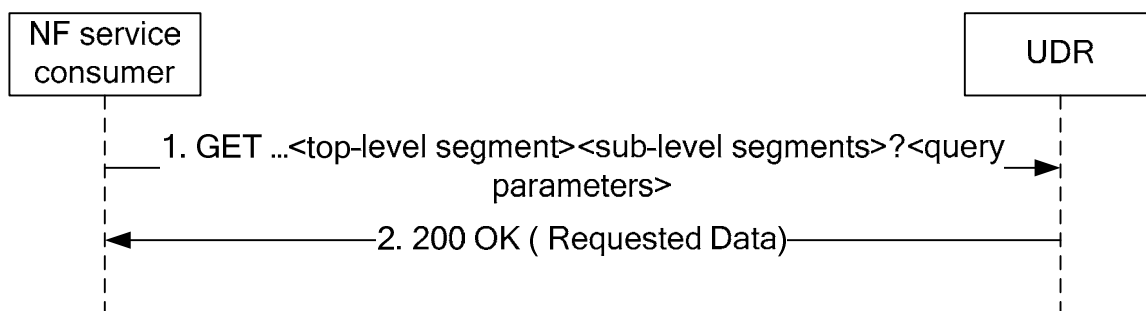 NF service
consumer
UDR
1. GET ...<top-level segment><sub-level segments>?<query
parameters>
2. 200 OK ( Requested Data)